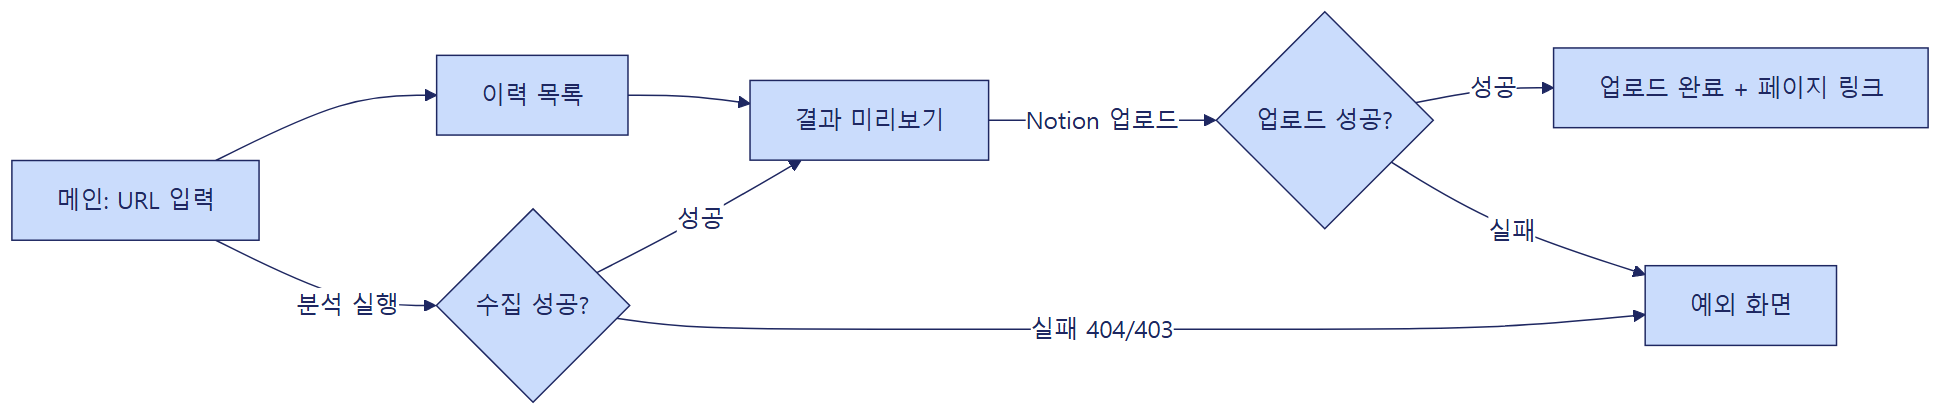 메인: URL 입력
이력 목록
분석 실행
수집 성공?
성공
결과 미리보기
Notion 업로드
실패 404/403
업로드 성공?
성공
실패
업로드 완료 + 페이지 링크
예외 화면